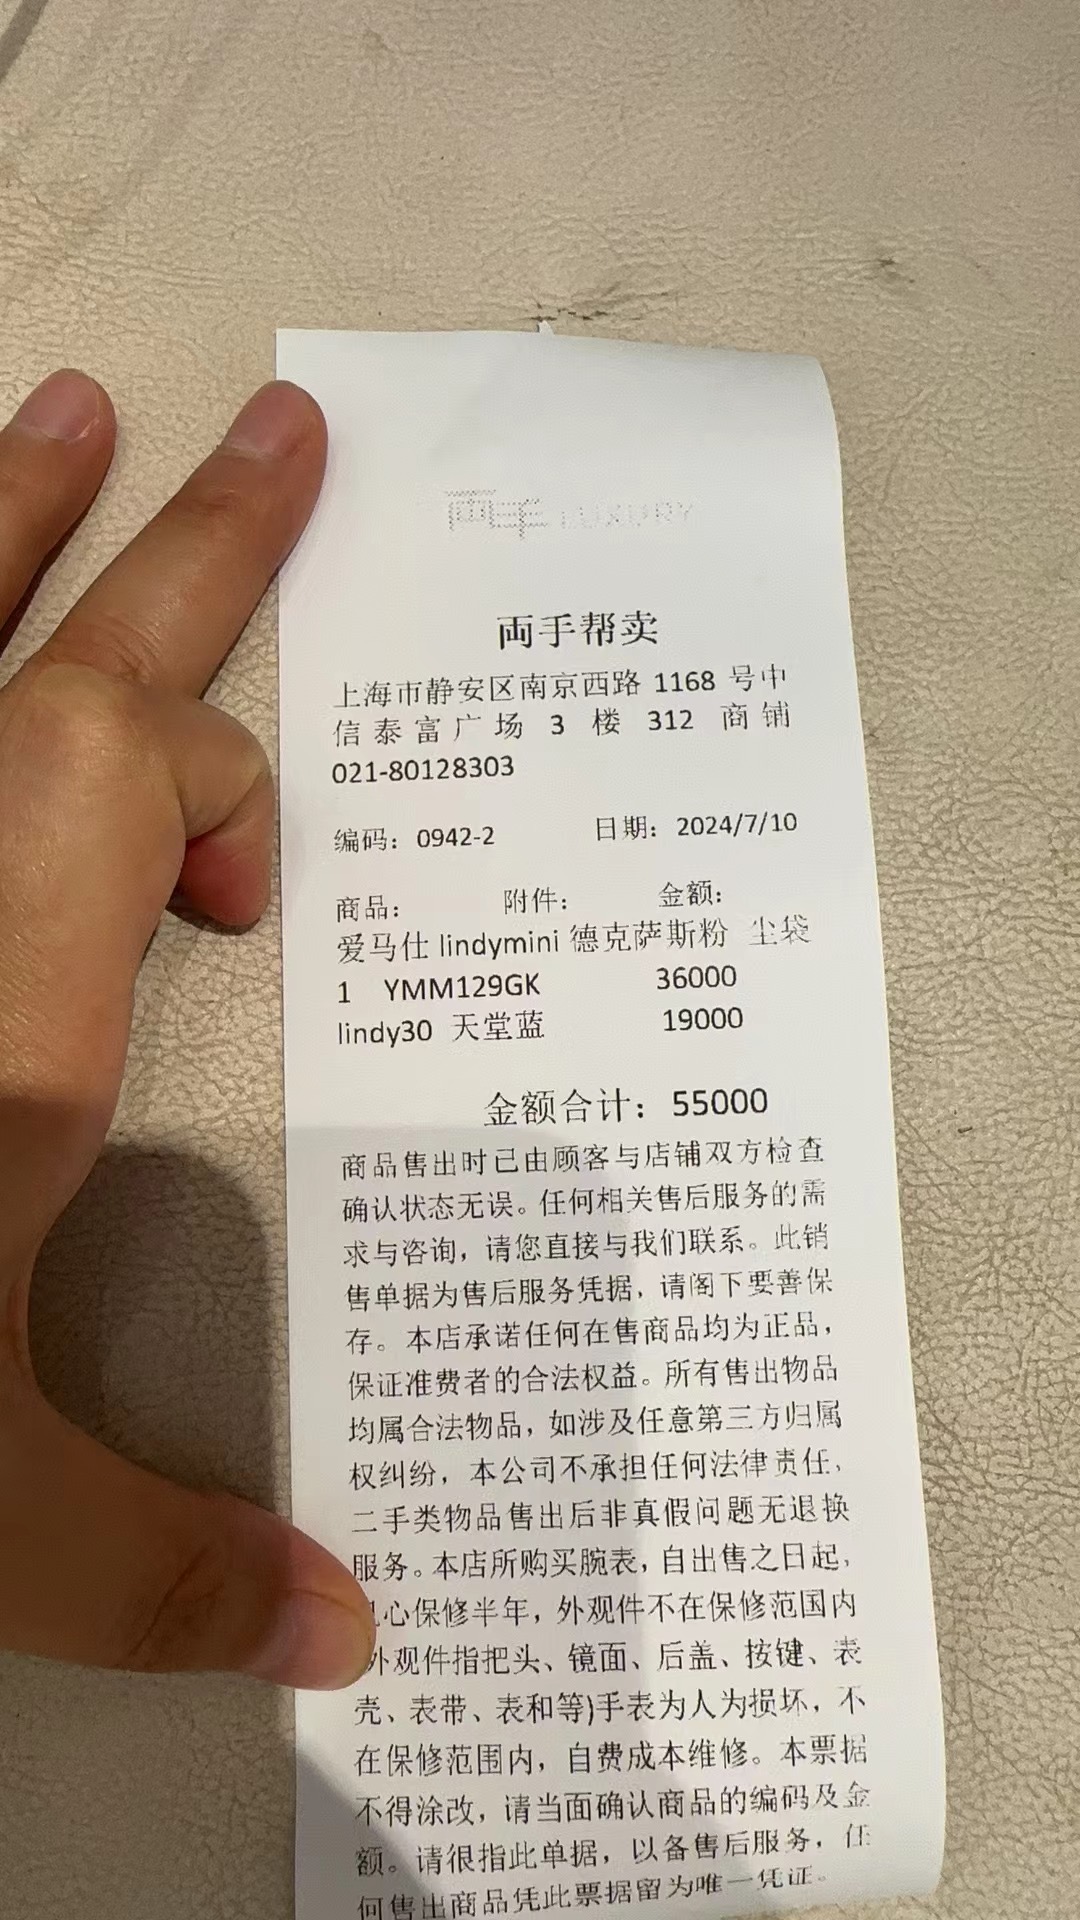 両手 LUXURY
両手帮卖
上海市静安区南京西路 1168 号中
信泰富广场 3 楼 312 商铺
021-80128303
编码：0942-2 日期：2024/7/10
商品： 附件： 金额：
爱马仕 lindymini 德克萨斯粉 尘袋
1 YMM129GK 36000
lindy30 天堂蓝 19000
金额合计：55000
商品售出时已由顾客与店铺双方检查
确认状态无误。任何相关售后服务的需
求与咨询，请您直接与我们联系。此销
售单据为售后服务凭据，请阁下要善保
存。本店承诺任何在售商品均为正品，
保证准费者的合法权益。所有售出物品
均属合法物品，如涉及任意第三方归属
权纠纷，本公司不承担任何法律责任，
二手类物品售出后非真假问题无退换
服务。本店所购买腕表，自出售之日起，
心保修半年，外观件不在保修范围内
外观件指把头、镜面、后盖、按键、表
壳、表带、表和等)手表为人为损坏，不
在保修范围内，自费成本维修。本票据
不得涂改，请当面确认商品的编码及金
额。请很指此单据，以备售后服务，任
何售出商品凭此票据留为唯一凭证。